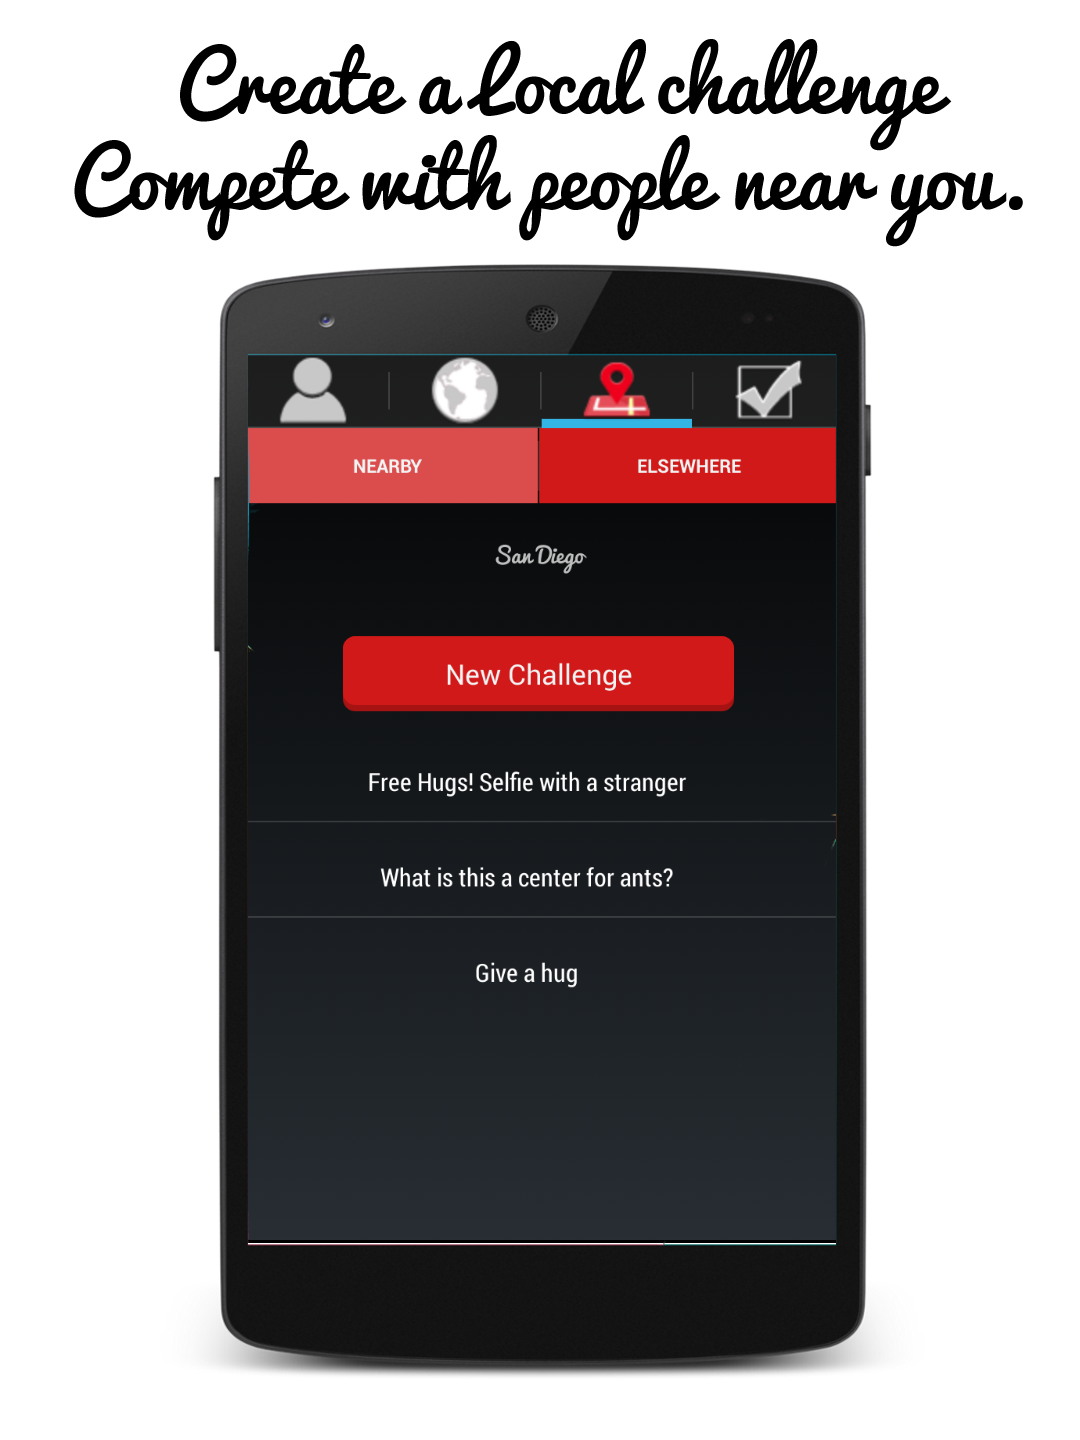 Create a Local challenge
Compete with people near you.
NEARBY
ELSEWHERE
San Diego
New Challenge
Free Hugs! Selfie with a stranger
What is this a center for ants?
Give a hug